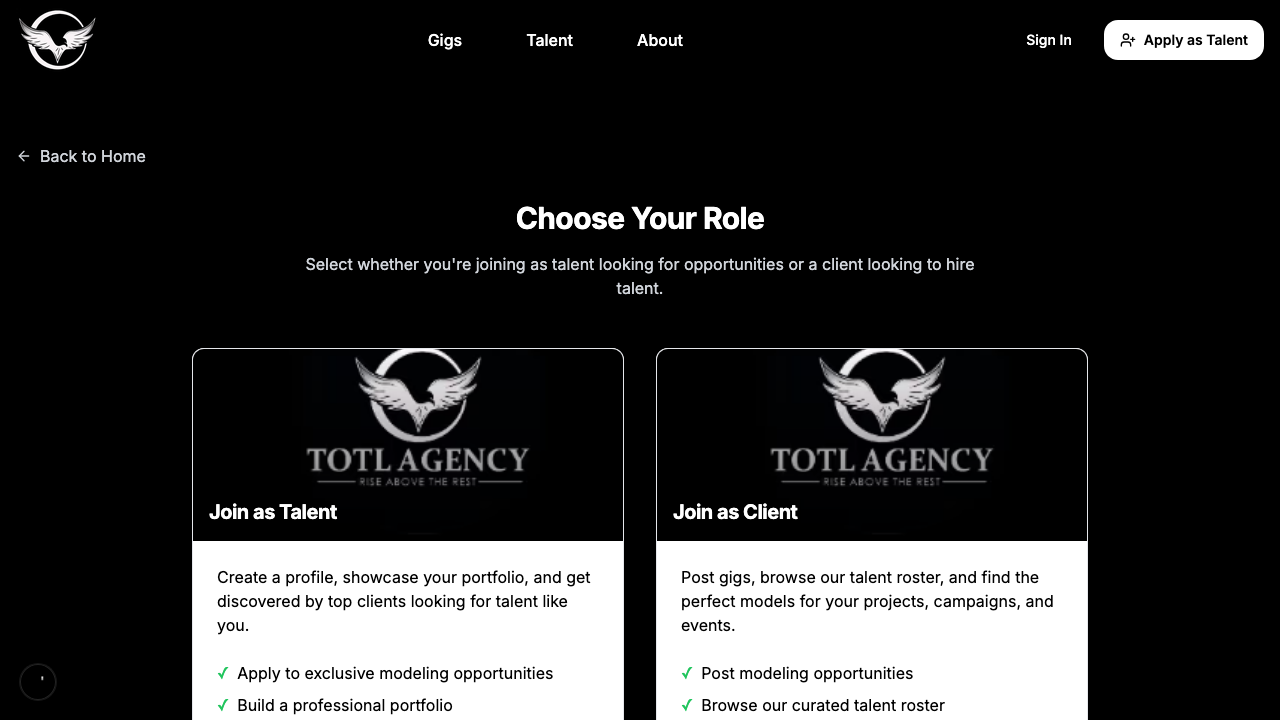 Gigs
Talent
About
Sign In
Apply as Talent
Back to Home
Choose Your Role
Select whether you're joining as talent looking for opportunities or a client looking to hire
talent.
TOTL AGENCY
RISE ABOVE THE REST
Join as Talent
Create a profile, showcase your portfolio, and get
discovered by top clients looking for talent like
you.
✓ Apply to exclusive modeling opportunities
✓ Build a professional portfolio
TOTL AGENCY
RISE ABOVE THE REST
Join as Client
Post gigs, browse our talent roster, and find the
perfect models for your projects, campaigns, and
events.
✓ Post modeling opportunities
✓ Browse our curated talent roster